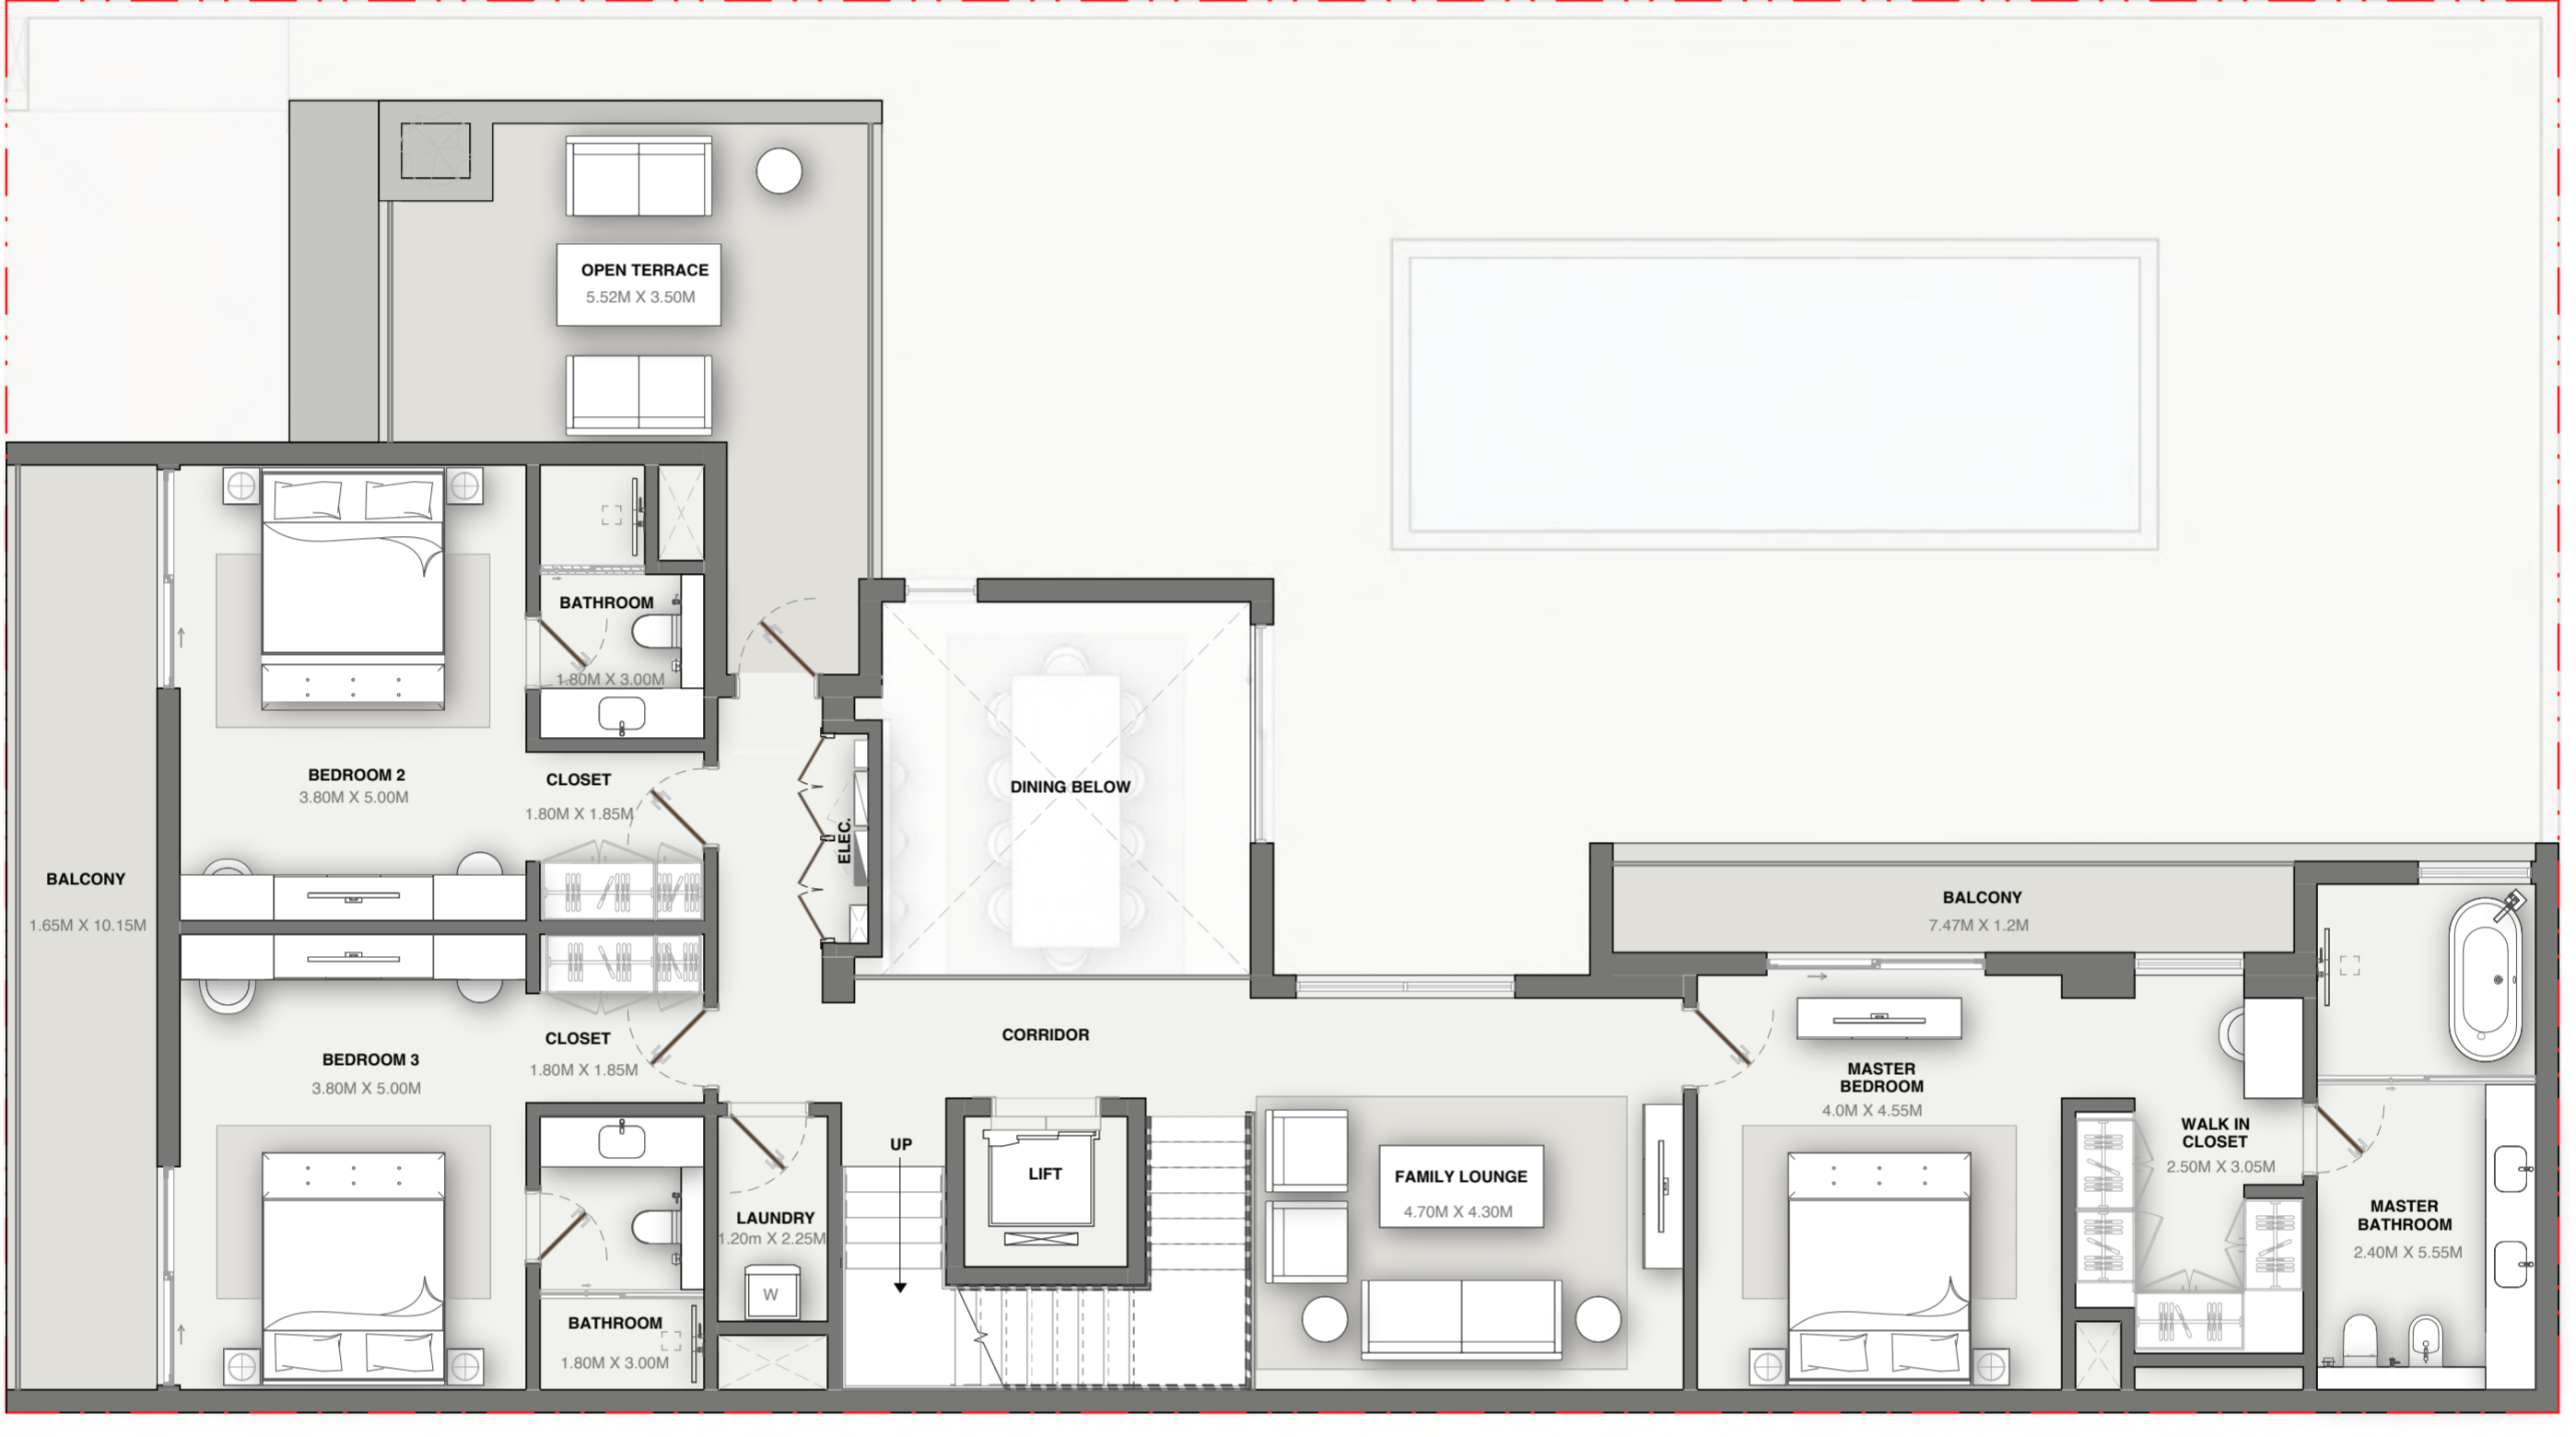 OPEN TERRACE
5.52M X 3.50M
BATHROOM
1.80M X 3.00M
BEDROOM 2
3.80M X 5.00M
CLOSET
1.80M X 1.85M
ELEC.
DINING BELOW
BALCONY
1.65M X 10.15M
BALCONY
7.47M X 1.2M
CORRIDOR
BEDROOM 3
3.80M X 5.00M
CLOSET
1.80M X 1.85M
MASTER
BEDROOM
4.0M X 4.55M
WALK IN
CLOSET
2.50M X 3.05M
UP
LIFT
FAMILY LOUNGE
4.70M X 4.30M
LAUNDRY
1.20m X 2.25M
W
MASTER
BATHROOM
2.40M X 5.55M
BATHROOM
1.80M X 3.00M